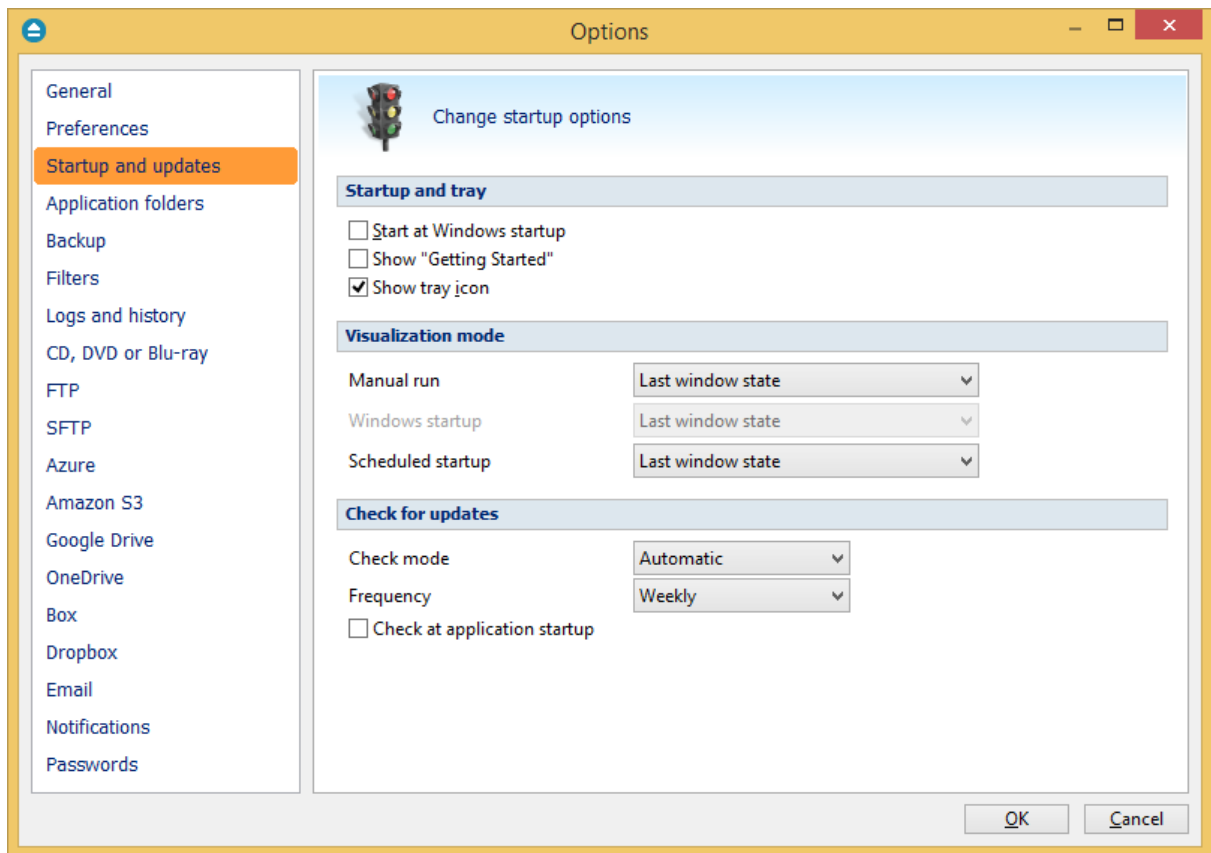 Options
General
Preferences
Startup and updates
Application folders
Backup
Filters
Logs and history
CD, DVD or Blu-ray
FTP
SFTP
Azure
Amazon S3
Google Drive
OneDrive
Box
Dropbox
Email
Notifications
Passwords
Change startup options
Startup and tray
Start at Windows startup
Show "Getting Started"
Show tray icon
Visualization mode
Manual run Last window state
Windows startup Last window state
Scheduled startup Last window state
Check for updates
Check mode Automatic
Frequency Weekly
Check at application startup
OK Cancel